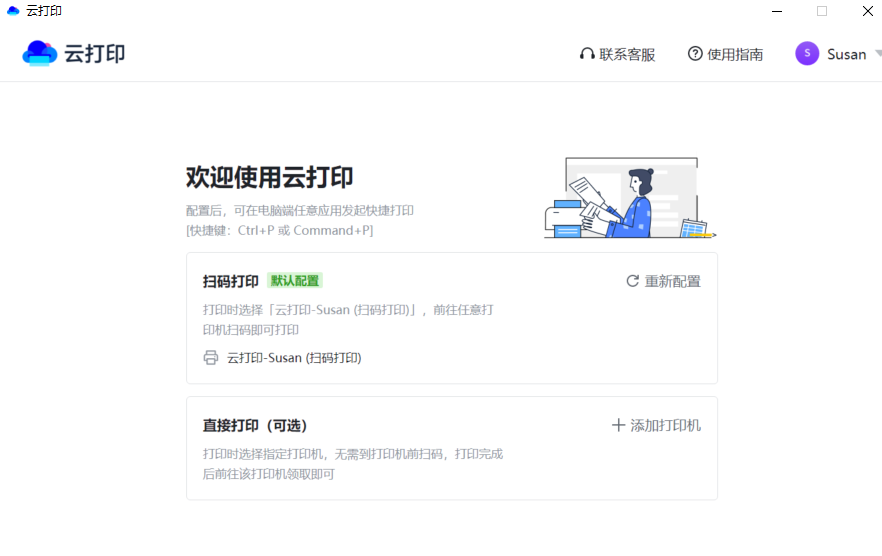 云打印
云打印
联系客服
使用指南
S
Susan
欢迎使用云打印
配置后，可在电脑端任意应用发起快捷打印
[快捷键：Ctrl+P 或 Command+P]
扫码打印 默认配置
重新配置
打印时选择「云打印-Susan (扫码打印)」，前往任意打
印机扫码即可打印
云打印-Susan (扫码打印)
直接打印（可选）
添加打印机
打印时选择指定打印机，无需到打印机前扫码，打印完成
后前往该打印机领取即可